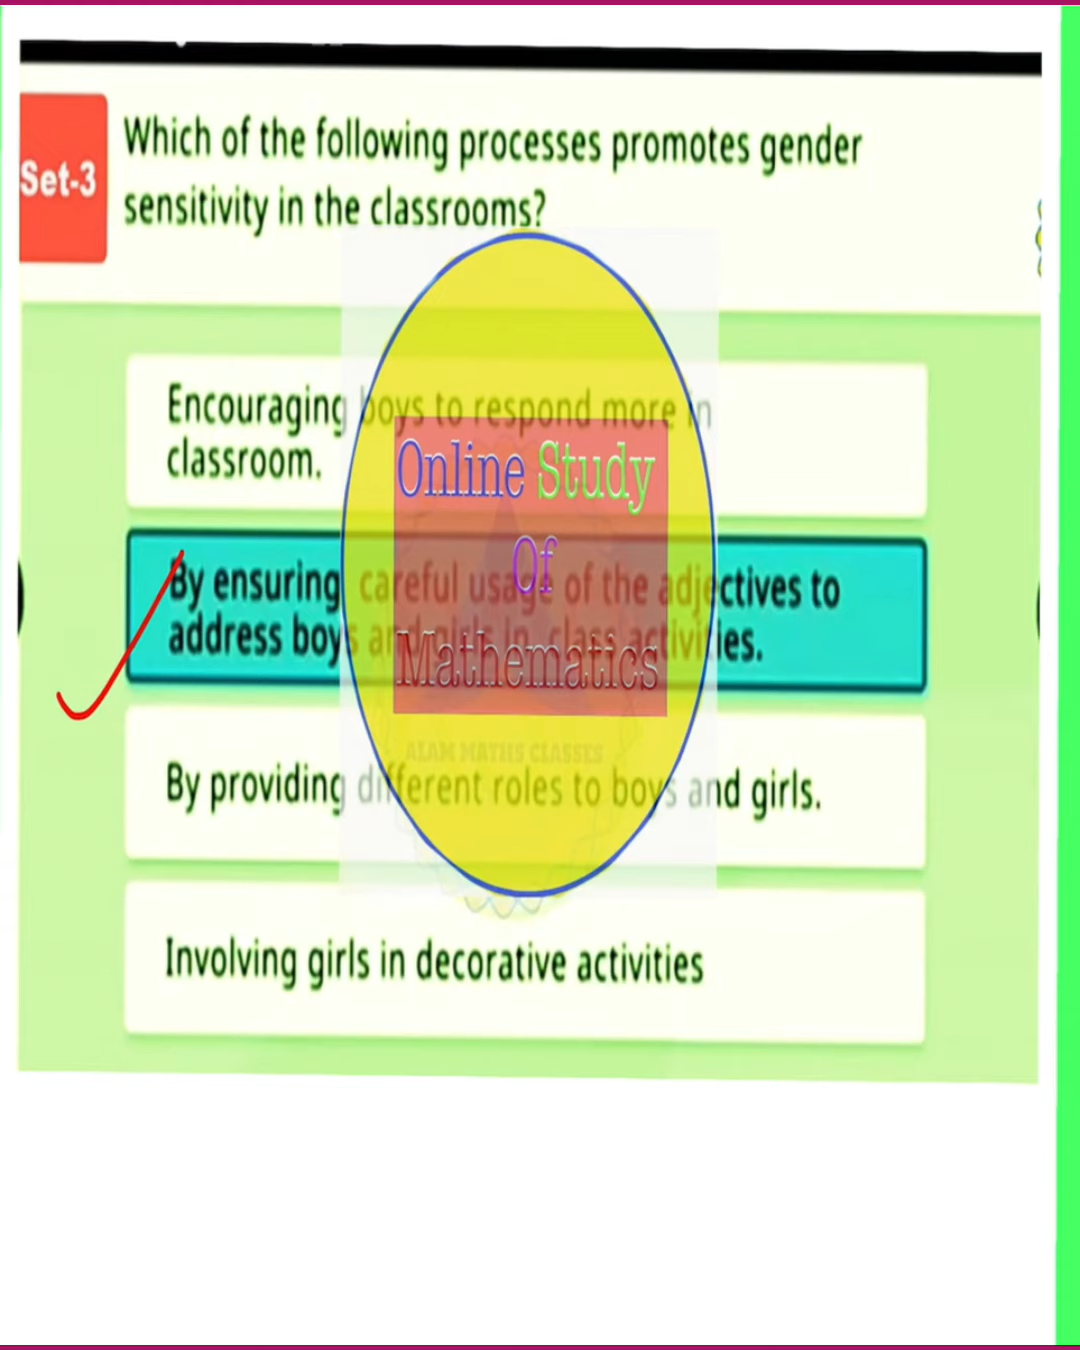 Set-3
Which of the following processes promotes gender
sensitivity in the classrooms?
Encouraging boys to respond more in
classroom.
By ensuring careful usage of the adjectives to
address boys and girls in class activities.
By providing different roles to boys and girls.
Involving girls in decorative activities
Online Study
Of
Mathematics
ALAM MATHS CLASSES